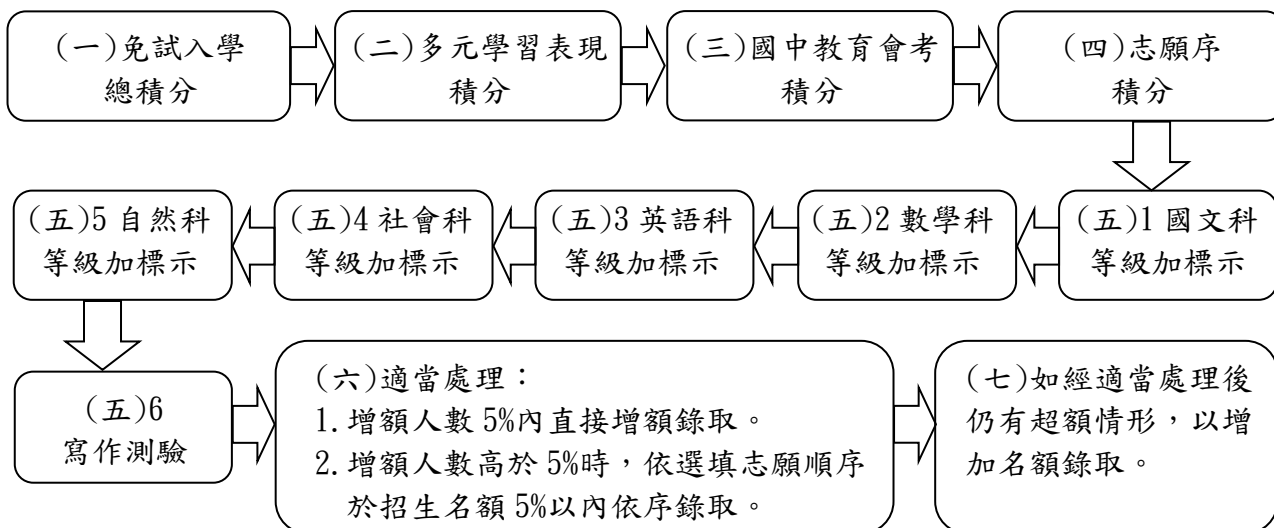 (一)免試入學
總積分
(二)多元學習表現
積分
(三)國中教育會考
積分
(四)志願序
積分
(五)1 國文科
等級加標示
(五)2 數學科
等級加標示
(五)3 英語科
等級加標示
(五)4 社會科
等級加標示
(五)5 自然科
等級加標示
(五)6
寫作測驗
(六)適當處理：
1.增額人數 5%內直接增額錄取。
2.增額人數高於 5%時，依選填志願順序
於招生名額 5%以內依序錄取。
(七)如經適當處理後
仍有超額情形，以增
加名額錄取。